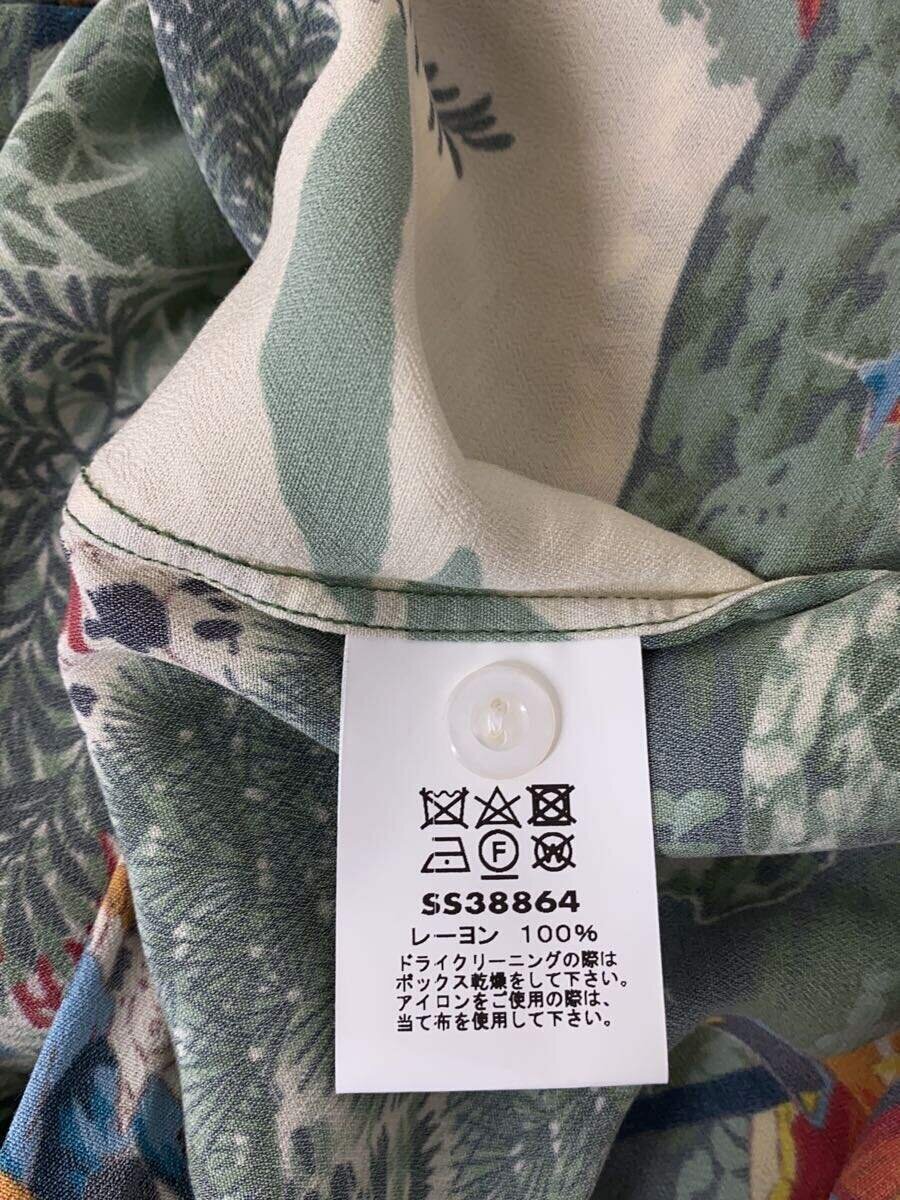 F W
SS38864
レーヨン 100%
ドライクリーニングの際は
ボックス乾燥をして下さい。
アイロンをご使用の際は、
当て布を使用して下さい。